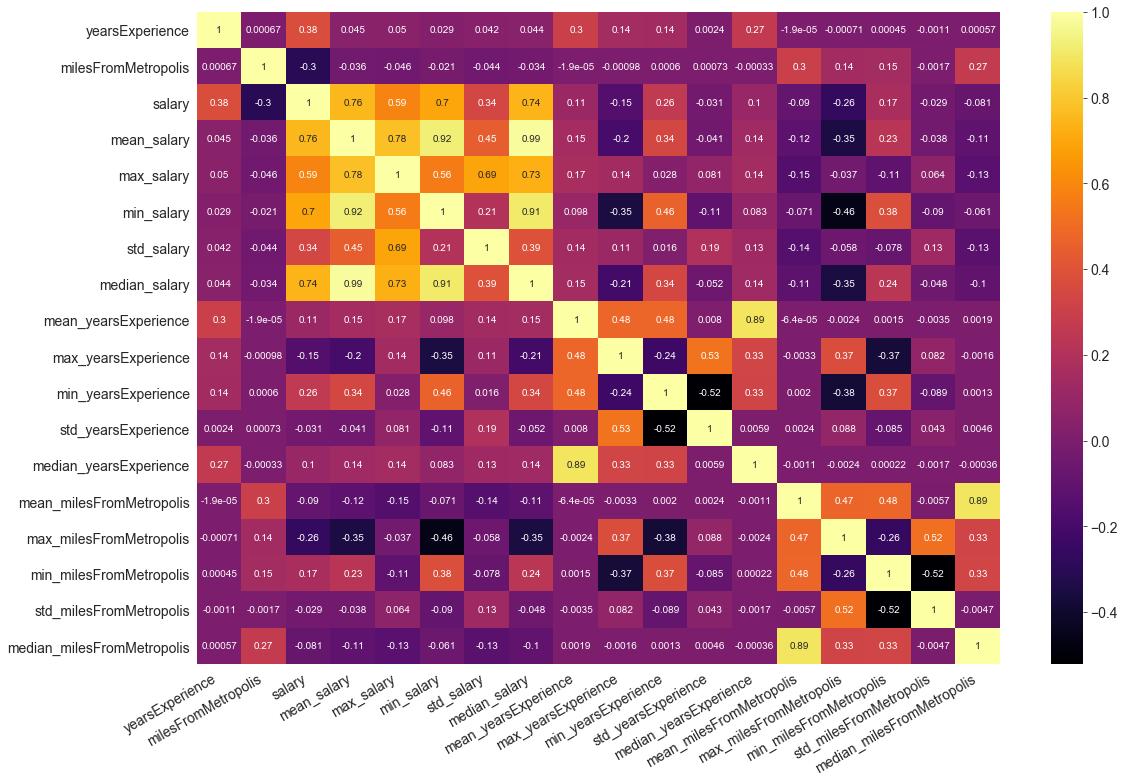 yearsExperience 1 0.00067 0.38 0.045 0.05 0.029 0.042 0.044 0.3 0.14 0.14 0.0024 0.27 -1.9e-05 -0.00071 0.00045 -0.0011 0.00057
milesFromMetropolis 0.00067 1 -0.3 -0.036 -0.046 -0.021 -0.044 -0.034 -1.9e-05 -0.00098 0.0006 0.00073 -0.00033 0.3 0.14 0.15 -0.0017 0.27
salary 0.38 -0.3 1 0.76 0.59 0.7 0.34 0.74 0.11 -0.15 0.26 -0.031 0.1 -0.09 -0.26 0.17 -0.029 -0.081
mean_salary 0.045 -0.036 0.76 1 0.78 0.92 0.45 0.99 0.15 -0.2 0.34 -0.041 0.14 -0.12 -0.35 0.23 -0.038 -0.11
max_salary 0.05 -0.046 0.59 0.78 1 0.56 0.69 0.73 0.17 0.14 0.028 0.081 0.14 -0.15 -0.037 -0.11 0.064 -0.13
min_salary 0.029 -0.021 0.7 0.92 0.56 1 0.21 0.91 0.098 -0.35 0.46 -0.11 0.083 -0.071 -0.46 0.38 -0.09 -0.061
std_salary 0.042 -0.044 0.34 0.45 0.69 0.21 1 0.39 0.14 0.11 0.016 0.19 0.13 -0.14 -0.058 -0.078 0.13 -0.13
median_salary 0.044 -0.034 0.74 0.99 0.73 0.91 0.39 1 0.15 -0.21 0.34 -0.052 0.14 -0.11 -0.35 0.24 -0.048 -0.1
mean_yearsExperience 0.3 -1.9e-05 0.11 0.15 0.17 0.098 0.14 0.15 1 0.48 0.48 0.008 0.89 -6.4e-05 -0.0024 0.0015 -0.0035 0.0019
max_yearsExperience 0.14 -0.00098 -0.15 -0.2 0.14 -0.35 0.11 -0.21 0.48 1 -0.24 0.53 0.33 -0.0033 0.37 -0.37 0.082 -0.0016
min_yearsExperience 0.14 0.0006 0.26 0.34 0.028 0.46 0.016 0.34 0.48 -0.24 1 -0.52 0.33 0.002 -0.38 0.37 -0.089 0.0013
std_yearsExperience 0.0024 0.00073 -0.031 -0.041 0.081 -0.11 0.19 -0.052 0.008 0.53 -0.52 1 0.0059 0.0024 0.088 -0.085 0.043 0.0046
median_yearsExperience 0.27 -0.00033 0.1 0.14 0.14 0.083 0.13 0.14 0.89 0.33 0.33 0.0059 1 -0.0011 -0.0024 0.00022 -0.0017 -0.00036
mean_milesFromMetropolis -1.9e-05 0.3 -0.09 -0.12 -0.15 -0.071 -0.14 -0.11 -6.4e-05 -0.0033 0.002 0.0024 -0.0011 1 0.47 0.48 -0.0057 0.89
max_milesFromMetropolis -0.00071 0.14 -0.26 -0.35 -0.037 -0.46 -0.058 -0.35 -0.0024 0.37 -0.38 0.088 -0.0024 0.47 1 -0.26 0.52 0.33
min_milesFromMetropolis 0.00045 0.15 0.17 0.23 -0.11 0.38 -0.078 0.24 0.0015 -0.37 0.37 -0.085 0.00022 0.48 -0.26 1 -0.52 0.33
std_milesFromMetropolis -0.0011 -0.0017 -0.029 -0.038 0.064 -0.09 0.13 -0.048 -0.0035 0.082 -0.089 0.043 -0.0017 -0.0057 0.52 -0.52 1 -0.0047
median_milesFromMetropolis 0.00057 0.27 -0.081 -0.11 -0.13 -0.061 -0.13 -0.1 0.0019 -0.0016 0.0013 0.0046 -0.00036 0.89 0.33 0.33 -0.0047 1
yearsExperience
milesFromMetropolis
salary
mean_salary
max_salary
min_salary
std_salary
median_salary
mean_yearsExperience
max_yearsExperience
min_yearsExperience
std_yearsExperience
median_yearsExperience
mean_milesFromMetropolis
max_milesFromMetropolis
min_milesFromMetropolis
std_milesFromMetropolis
median_milesFromMetropolis
1.0
0.8
0.6
0.4
0.2
0.0
−0.2
−0.4